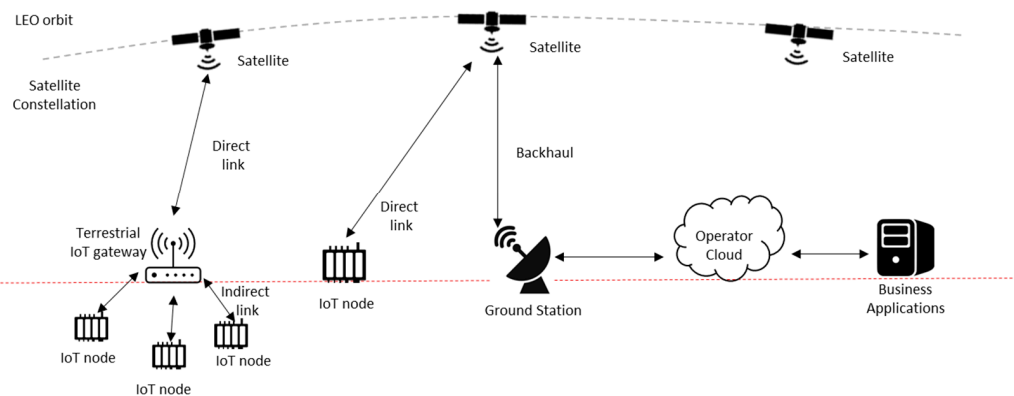 LEO orbit
Satellite
Satellite
Satellite
Satellite
Constellation
Direct
link
Backhaul
Direct
link
Terrestrial
IoT gateway
Operator
Cloud
Indirect
link
IoT node
Ground Station
Business
Applications
IoT node
IoT node
IoT node